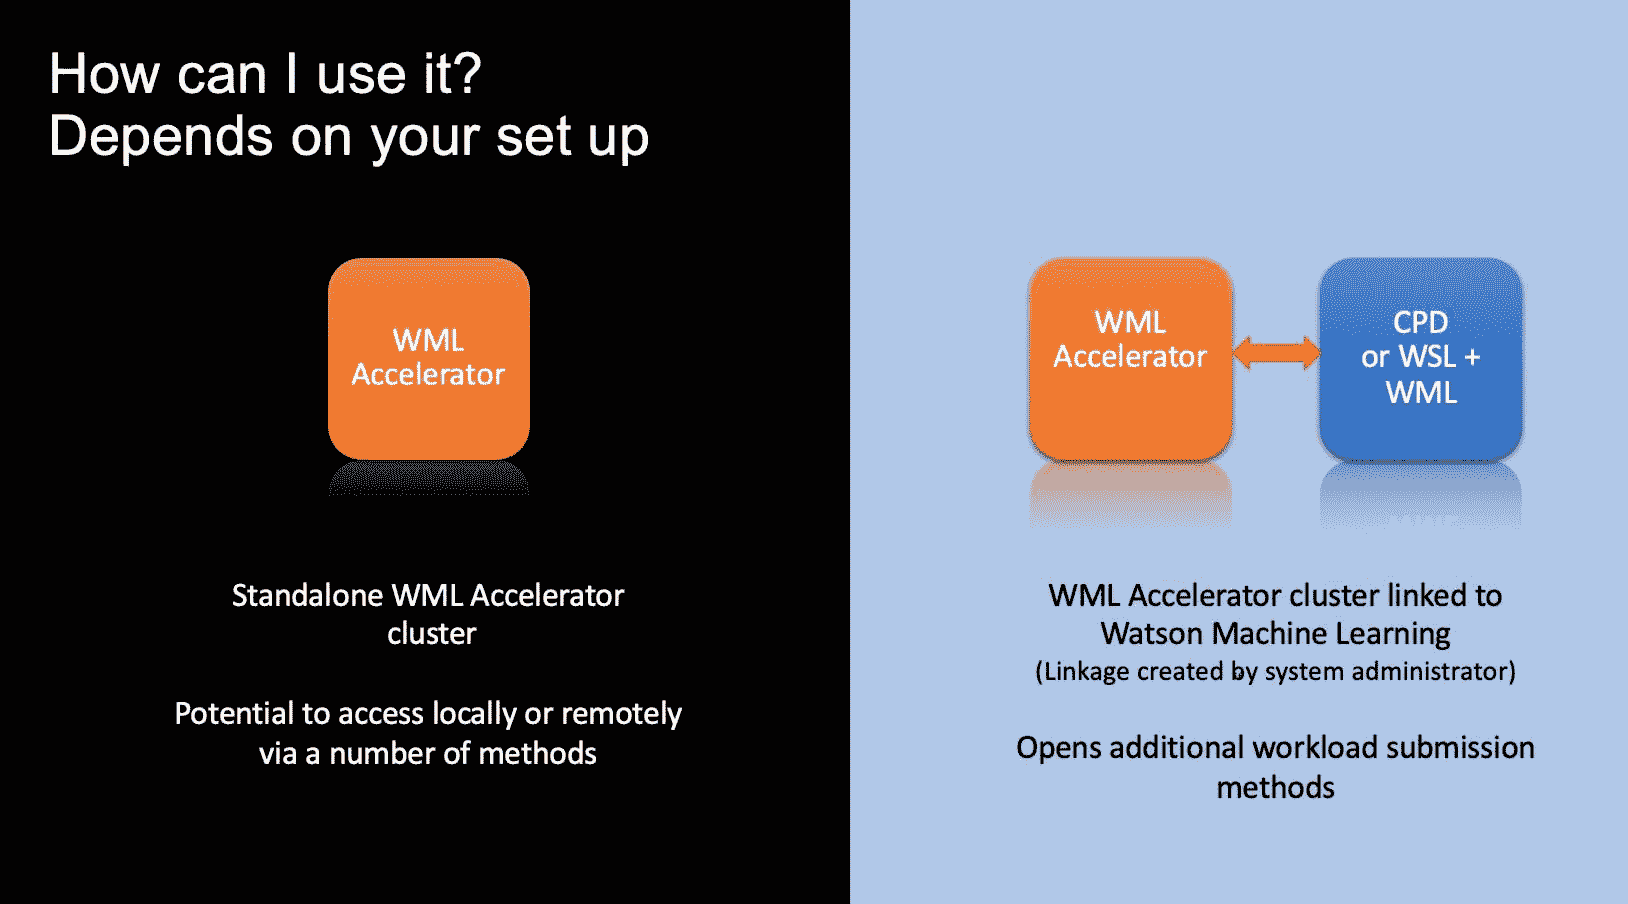 How can I use it?
Depends on your set up
WML
Accelerator
Standalone WML Accelerator
cluster
Potential to access locally or remotely
via a number of methods
WML
Accelerator
CPD
or WSL +
WML
WML Accelerator cluster linked to
Watson Machine Learning
(Linkage created by system administrator)
Opens additional workload submission
methods